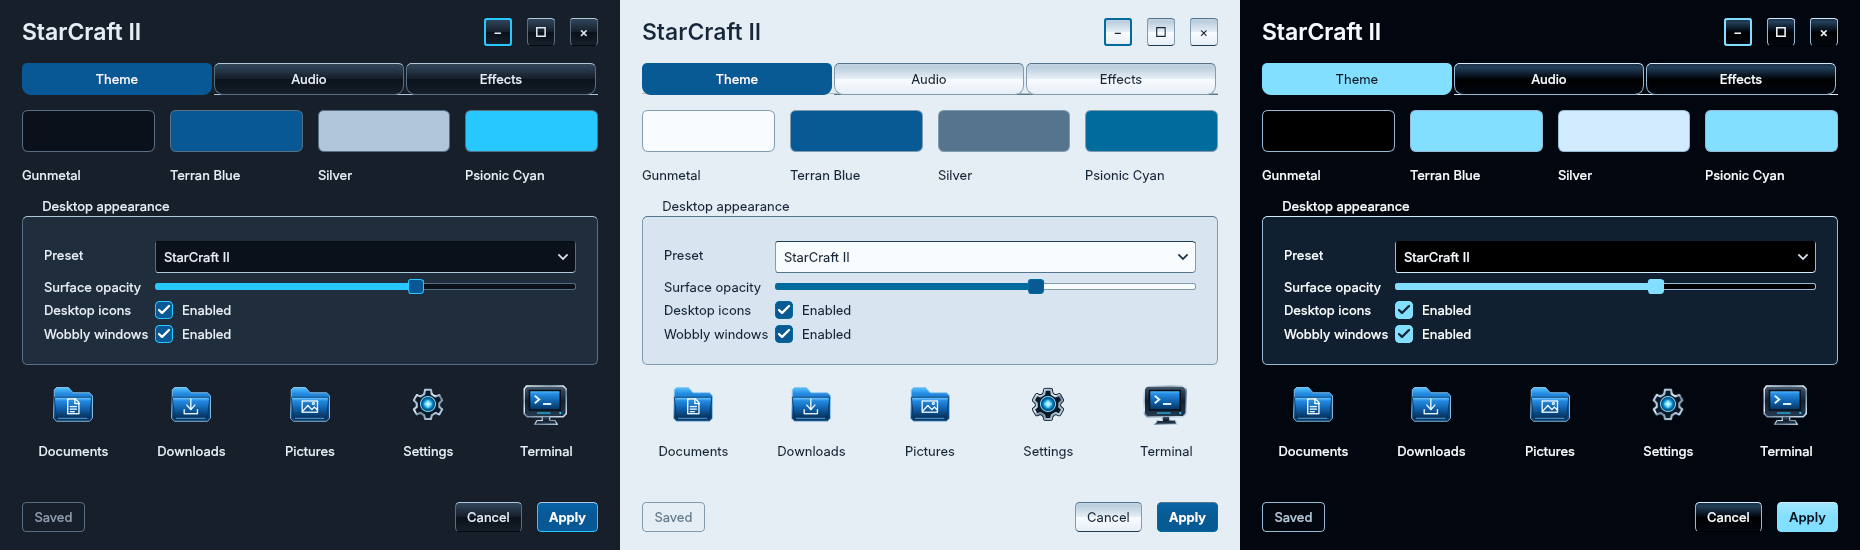 StarCraft II
Theme Audio Effects
Gunmetal Terran Blue Silver Psionic Cyan
Desktop appearance
Preset StarCraft II
Surface opacity
Desktop icons Enabled
Wobbly windows Enabled
Documents Downloads Pictures Settings Terminal
Saved Cancel Apply
StarCraft II
Theme Audio Effects
Gunmetal Terran Blue Silver Psionic Cyan
Desktop appearance
Preset StarCraft II
Surface opacity
Desktop icons Enabled
Wobbly windows Enabled
Documents Downloads Pictures Settings Terminal
Saved Cancel Apply
StarCraft II
Theme Audio Effects
Gunmetal Terran Blue Silver Psionic Cyan
Desktop appearance
Preset StarCraft II
Surface opacity
Desktop icons Enabled
Wobbly windows Enabled
Documents Downloads Pictures Settings Terminal
Saved Cancel Apply